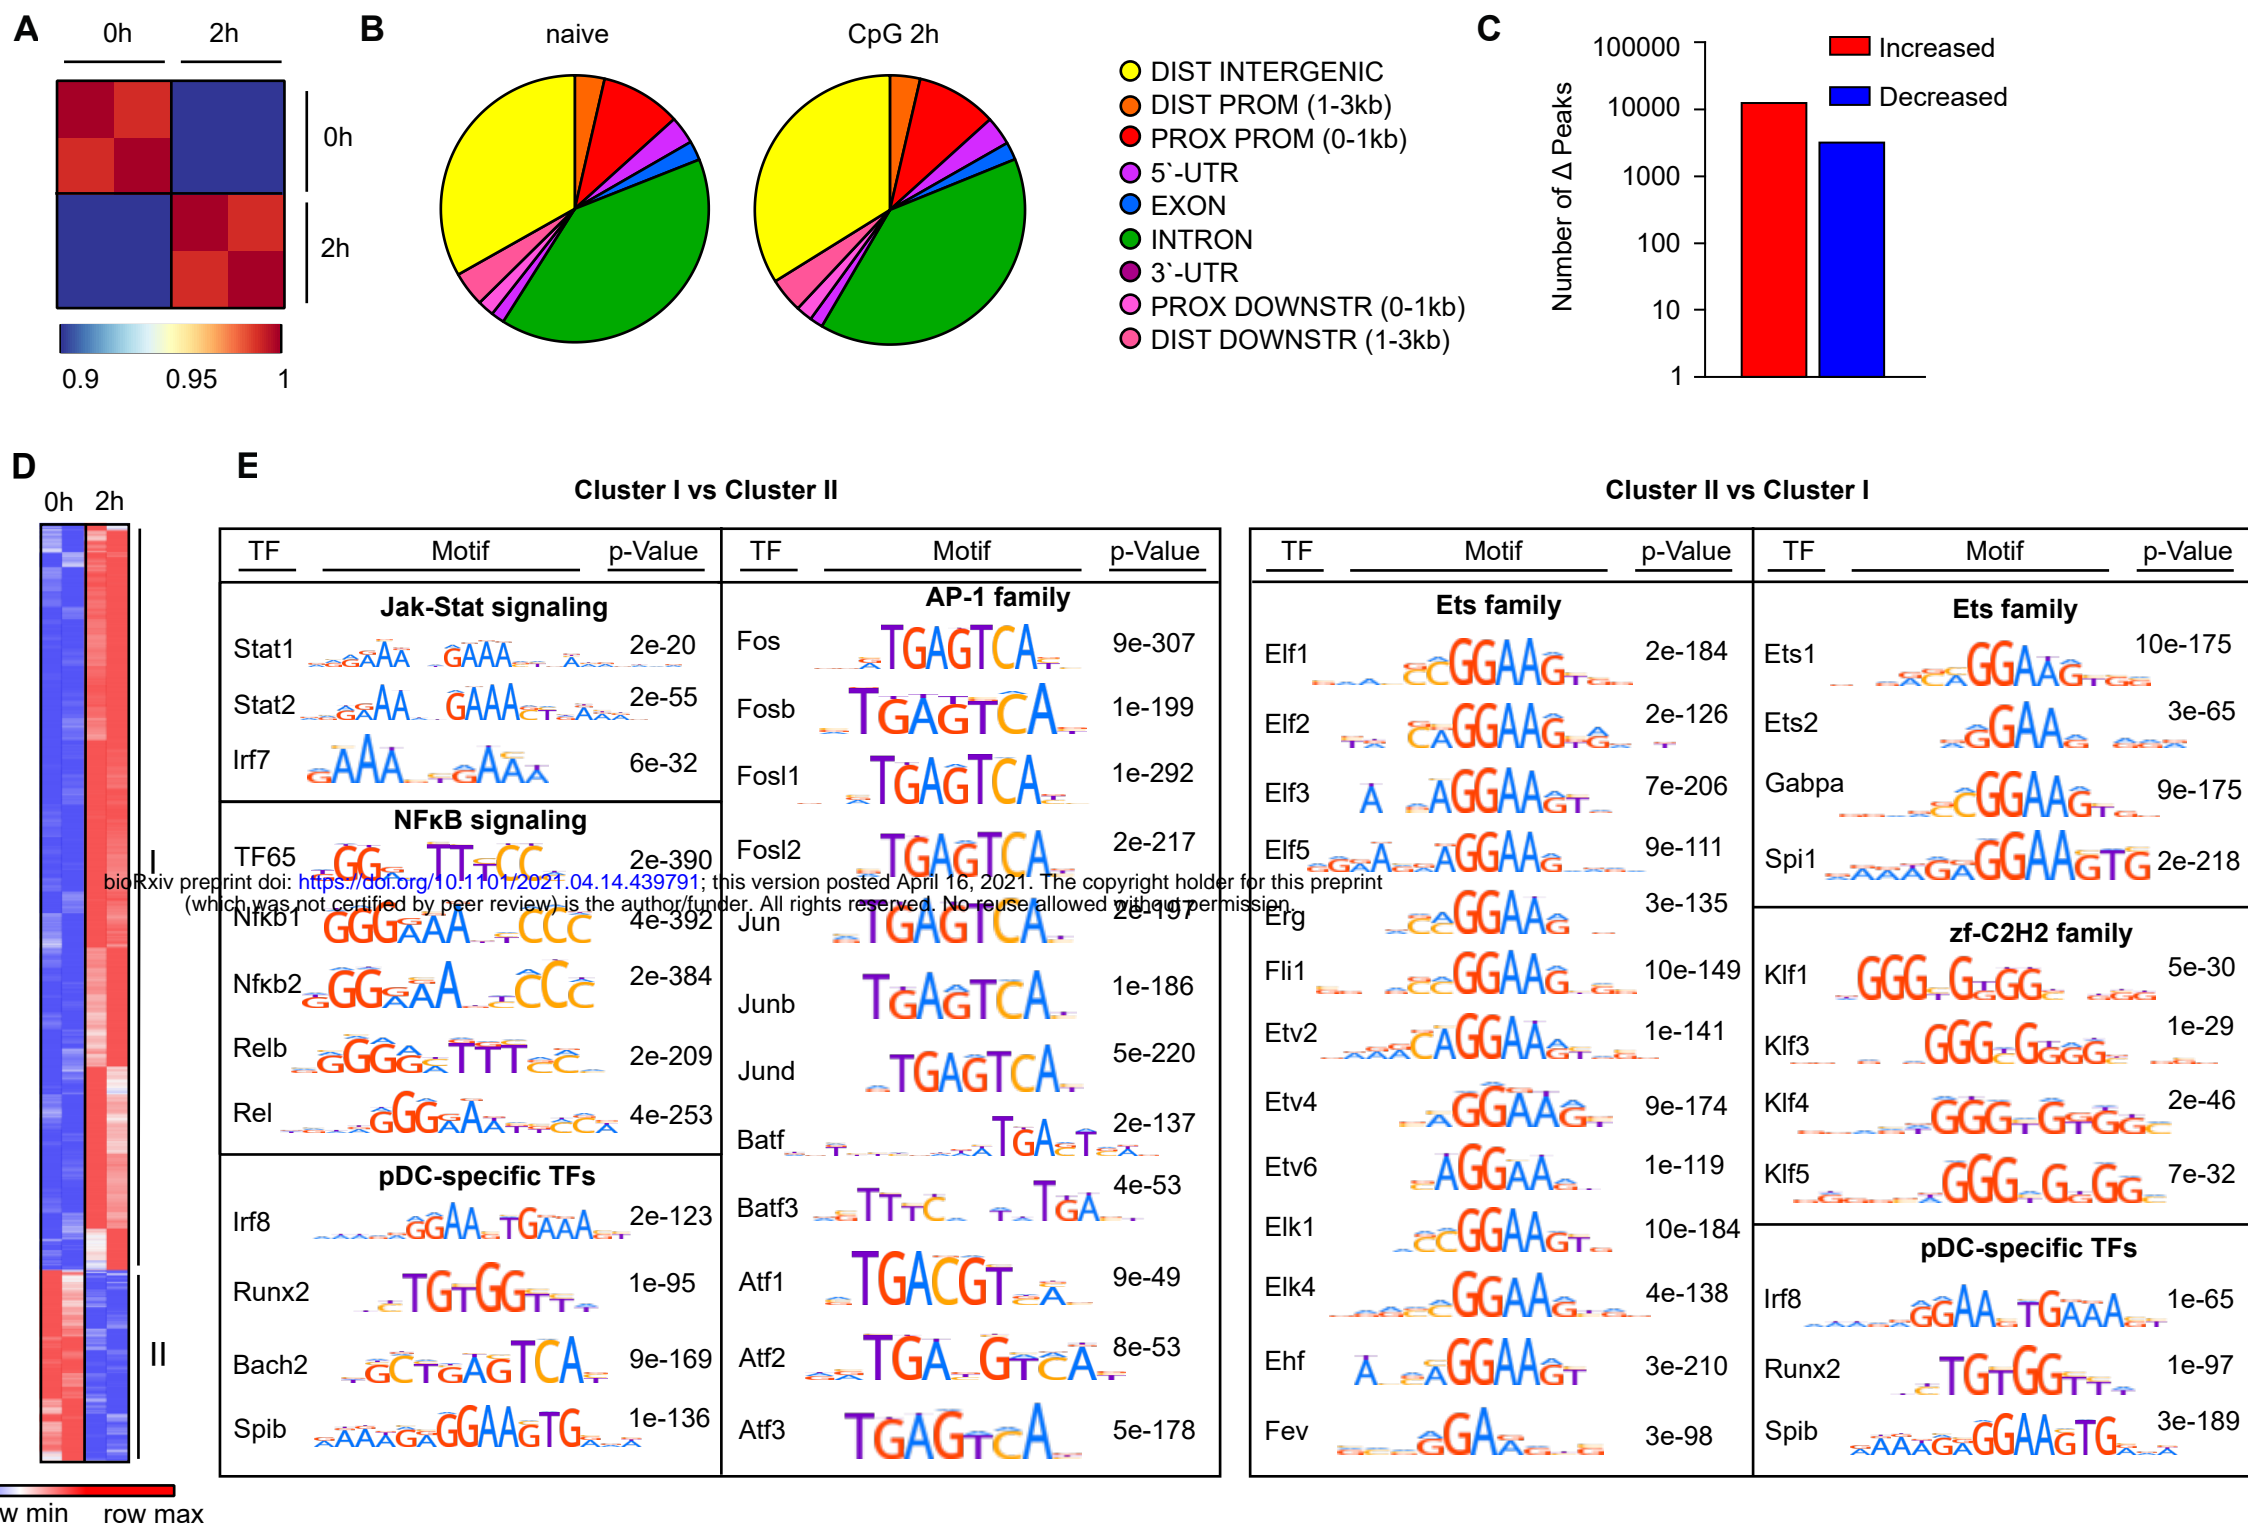 A
0h
2h
0h
2h
0.9
0.95
1
B
naive
CpG 2h
DIST INTERGENIC
DIST PROM (1-3kb)
PROX PROM (0-1kb)
5`-UTR
EXON
INTRON
3`-UTR
PROX DOWNSTR (0-1kb)
DIST DOWNSTR (1-3kb)
C
Number of Δ Peaks
100000
10000
1000
100
10
1
Increased
Decreased
D
0h 2h
I
II
w min
row max
E
Cluster I vs Cluster II
TF Motif p-Value
Jak-Stat signaling
Stat1 2e-20
Stat2 2e-55
Irf7 6e-32
NFκB signaling
TF65 2e-390
Nfkb1 4e-392
Nfkb2 2e-384
Relb 2e-209
Rel 4e-253
pDC-specific TFs
Irf8 2e-123
Runx2 1e-95
Bach2 9e-169
Spib 1e-136
TF Motif p-Value
AP-1 family
Fos 9e-307
Fosb 1e-199
Fosl1 1e-292
Fosl2 2e-217
Jun 2e-197
Junb 1e-186
Jund 5e-220
Batf 2e-137
Batf3 4e-53
Atf1 9e-49
Atf2 8e-53
Atf3 5e-178
bioRxiv preprint doi: https://doi.org/10.1101/2021.04.14.439791; this version posted April 16, 2021. The copyright holder for this preprint
(which was not certified by peer review) is the author/funder. All rights reserved. No reuse allowed without permission.
Cluster II vs Cluster I
TF Motif p-Value
Ets family
Elf1 2e-184
Elf2 2e-126
Elf3 7e-206
Elf5 9e-111
Erg 3e-135
Fli1 10e-149
Etv2 1e-141
Etv4 9e-174
Etv6 1e-119
Elk1 10e-184
Elk4 4e-138
Ehf 3e-210
Fev 3e-98
TF Motif p-Value
Ets family
Ets1 10e-175
Ets2 3e-65
Gabpa 9e-175
Spi1 2e-218
zf-C2H2 family
Klf1 5e-30
Klf3 1e-29
Klf4 2e-46
Klf5 7e-32
pDC-specific TFs
Irf8 1e-65
Runx2 1e-97
Spib 3e-189